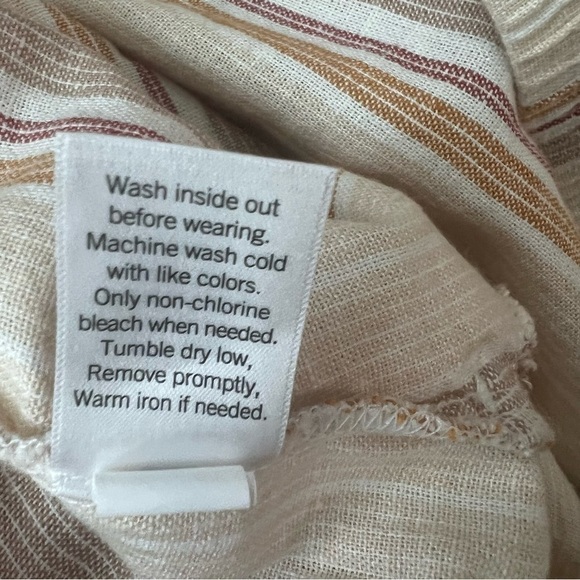 Wash inside out
before wearing.
Machine wash cold
with like colors.
Only non-chlorine
bleach when needed.
Tumble dry low,
Remove promptly,
Warm iron if needed.